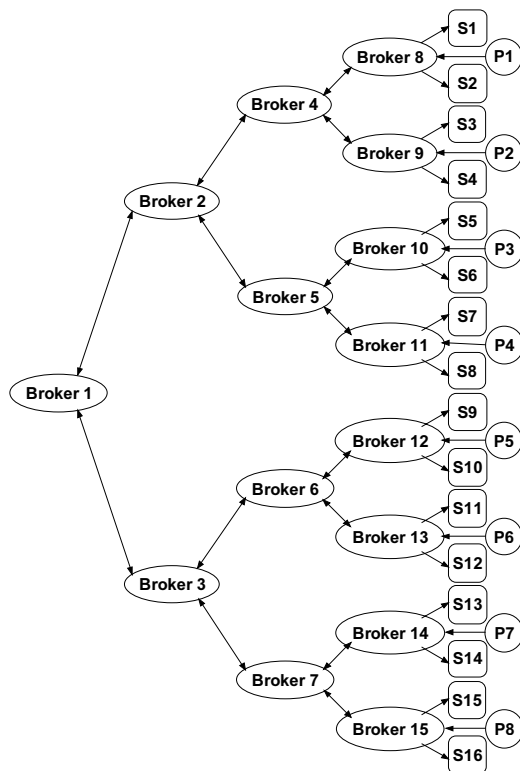 S1
Broker 8
P1
S2
Broker 4
S3
Broker 9
P2
S4
Broker 2
S5
Broker 10
P3
S6
Broker 5
S7
Broker 11
P4
S8
Broker 1
S9
Broker 12
P5
S10
Broker 6
S11
Broker 13
P6
S12
Broker 3
S13
Broker 14
P7
S14
Broker 7
S15
Broker 15
P8
S16